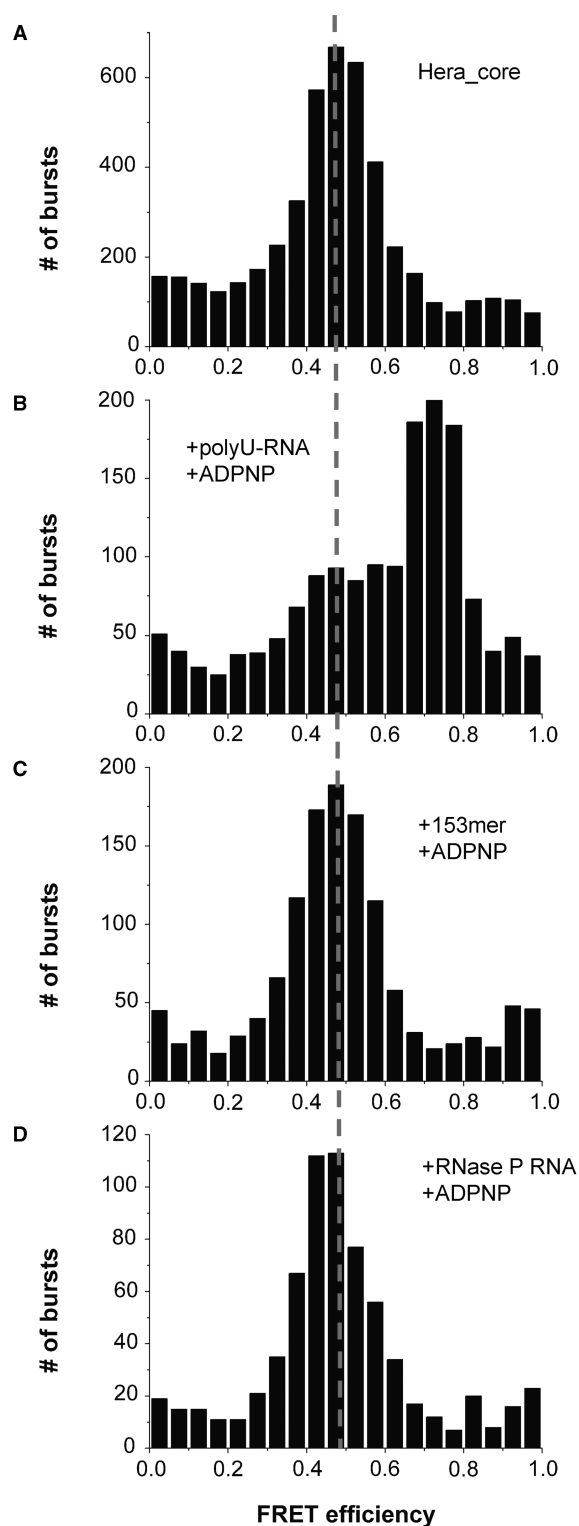 A
Hera_core
# of bursts
600
400
200
0
0.0 0.2 0.4 0.6 0.8 1.0
B
+polyU-RNA
+ADPNP
# of bursts
200
150
100
50
0
0.0 0.2 0.4 0.6 0.8 1.0
C
+153mer
+ADPNP
# of bursts
200
150
100
50
0
0.0 0.2 0.4 0.6 0.8 1.0
D
+RNase P RNA
+ADPNP
# of bursts
120
100
80
60
40
20
0
0.0 0.2 0.4 0.6 0.8 1.0
FRET efficiency